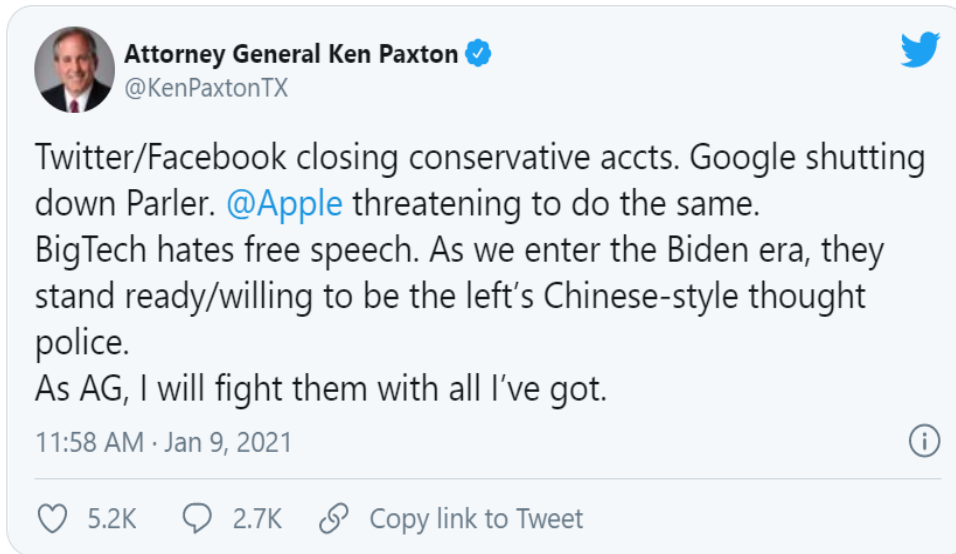 Attorney General Ken Paxton
@KenPaxtonTX
Twitter/Facebook closing conservative accts. Google shutting
down Parler. @Apple threatening to do the same.
BigTech hates free speech. As we enter the Biden era, they
stand ready/willing to be the left’s Chinese-style thought
police.
As AG, I will fight them with all I’ve got.
11:58 AM · Jan 9, 2021
5.2K 2.7K Copy link to Tweet